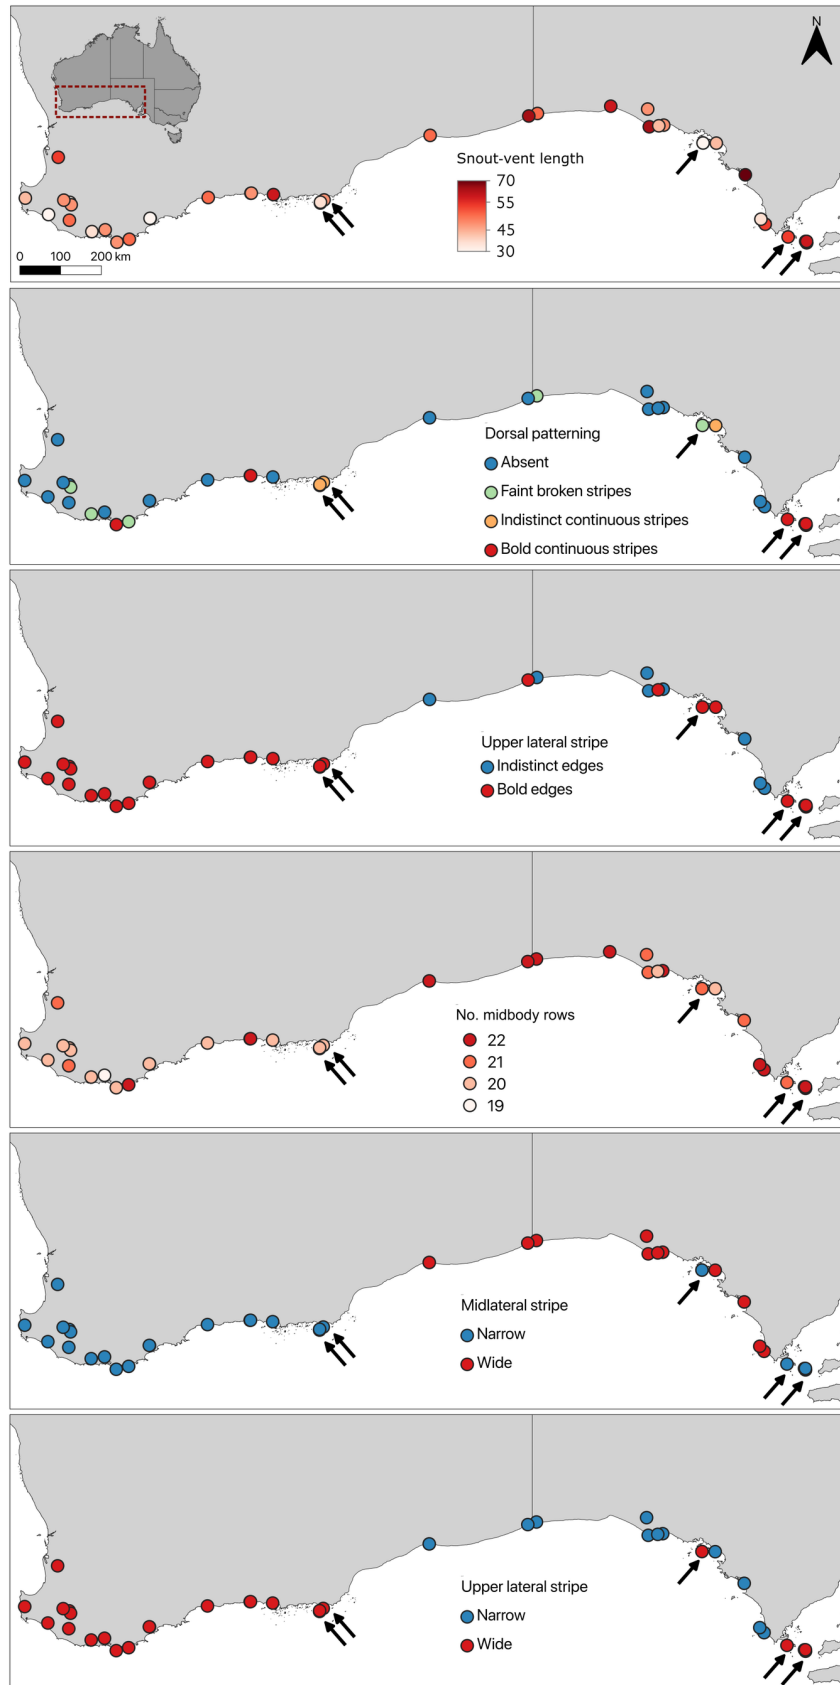 N
Snout-vent length
70
55
45
30
0 100 200 km
Dorsal patterning
Absent
Faint broken stripes
Indistinct continuous stripes
Bold continuous stripes
Upper lateral stripe
Indistinct edges
Bold edges
No. midbody rows
22
21
20
19
Midlateral stripe
Narrow
Wide
Upper lateral stripe
Narrow
Wide